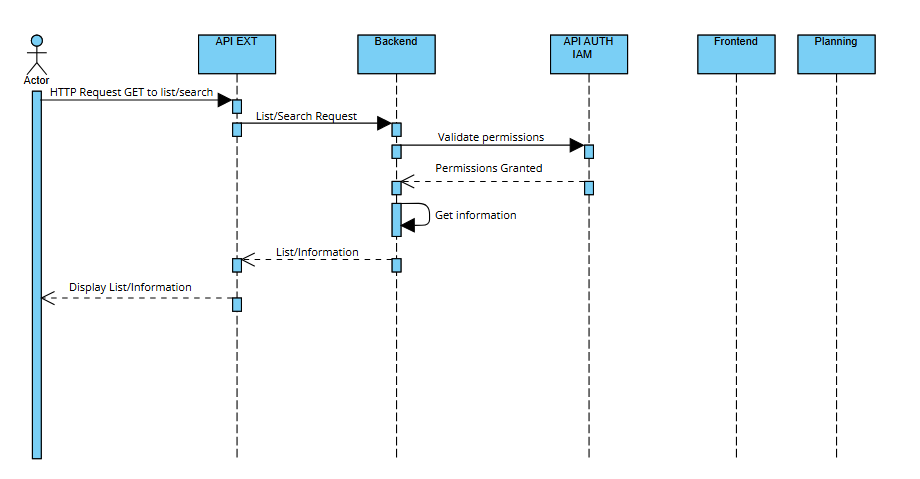 API EXT
Backend
API AUTH
IAM
Frontend
Planning
Actor
HTTP Request GET to list/search
List/Search Request
Validate permissions
Permissions Granted
Get information
List/Information
Display List/Information